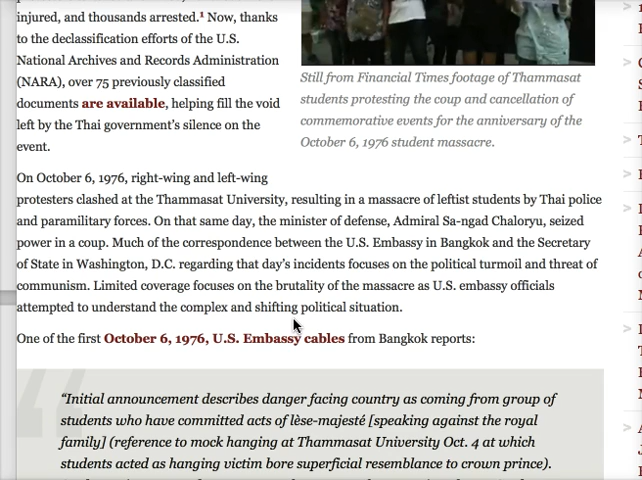 injured, and thousands arrested.¹ Now, thanks
to the declassification efforts of the U.S.
National Archives and Records Administration
(NARA), over 75 previously classified
documents are available, helping fill the void
left by the Thai government's silence on the
event.
Still from Financial Times footage of Thammasat
students protesting the coup and cancellation of
commemorative events for the anniversary of the
October 6, 1976 student massacre.
On October 6, 1976, right-wing and left-wing
protesters clashed at the Thammasat University, resulting in a massacre of leftist students by Thai police
and paramilitary forces. On that same day, the minister of defense, Admiral Sa-ngad Chaloryu, seized
power in a coup. Much of the correspondence between the U.S. Embassy in Bangkok and the Secretary
of State in Washington, D.C. regarding that day's incidents focuses on the political turmoil and threat of
communism. Limited coverage focuses on the brutality of the massacre as U.S. embassy officials
attempted to understand the complex and shifting political situation.
One of the first October 6, 1976, U.S. Embassy cables from Bangkok reports:
“Initial announcement describes danger facing country as coming from group of
students who have committed acts of lèse-majesté [speaking against the royal
family] (reference to mock hanging at Thammasat University Oct. 4 at which
students acted as hanging victim bore superficial resemblance to crown prince).